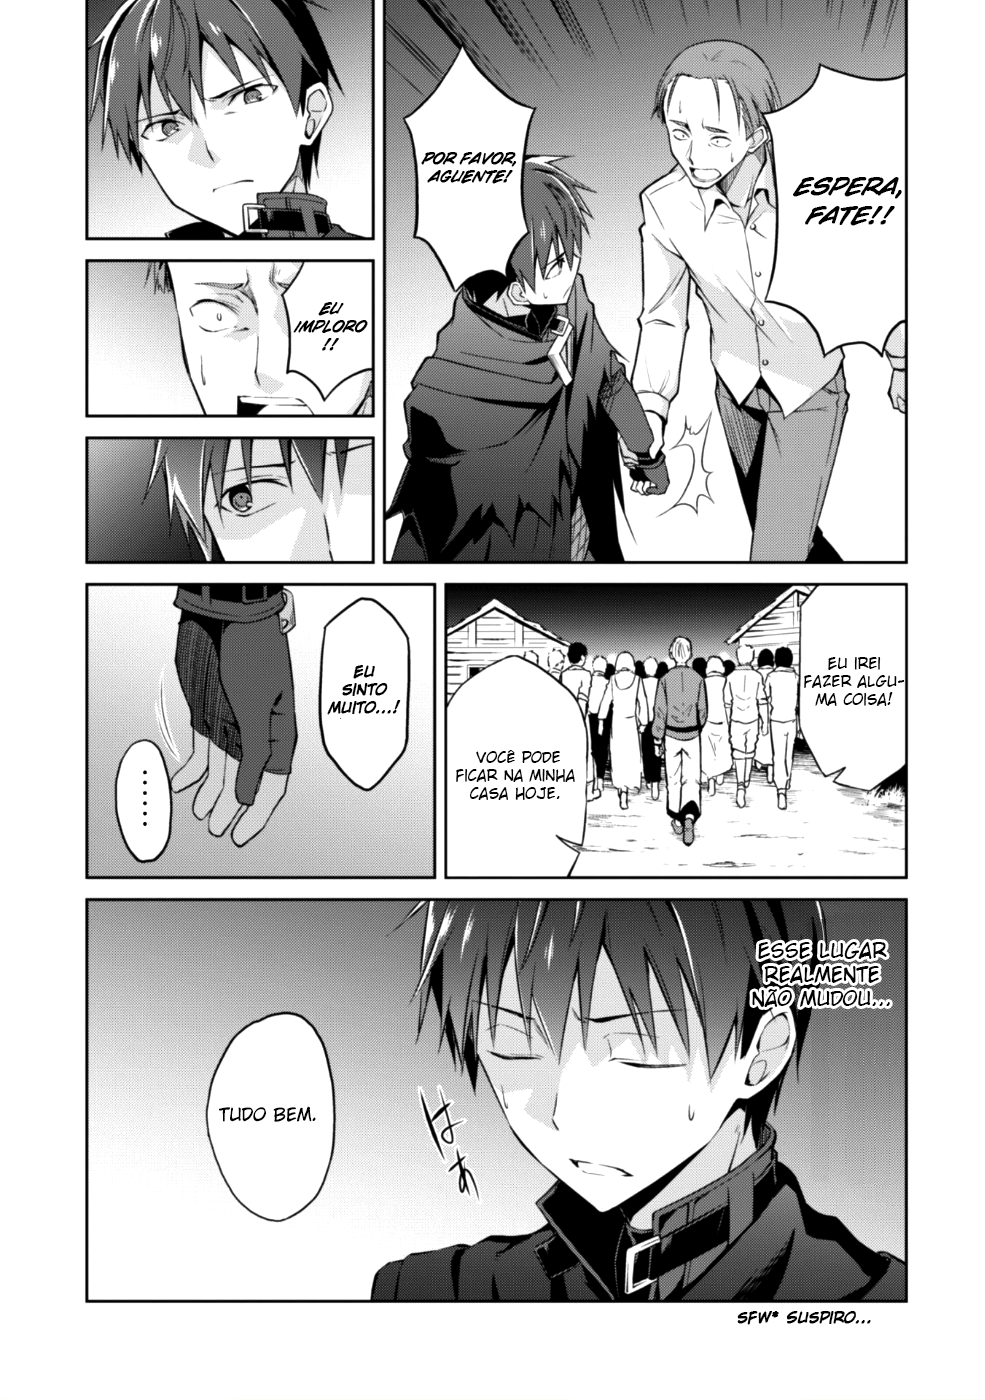 ESPERA,
FATE!!
POR FAVOR,
AGUENTE!
EU
IMPLORO
!!
EU IREI
FAZER ALGU-
MA COISA!
VOCÊ PODE
FICAR NA MINHA
CASA HOJE.
EU
SINTO
MUITO...!
......
ESSE LUGAR
REALMENTE
NÃO MUDOU...
はぁ
TUDO BEM.
SFW* SUSPIRO...